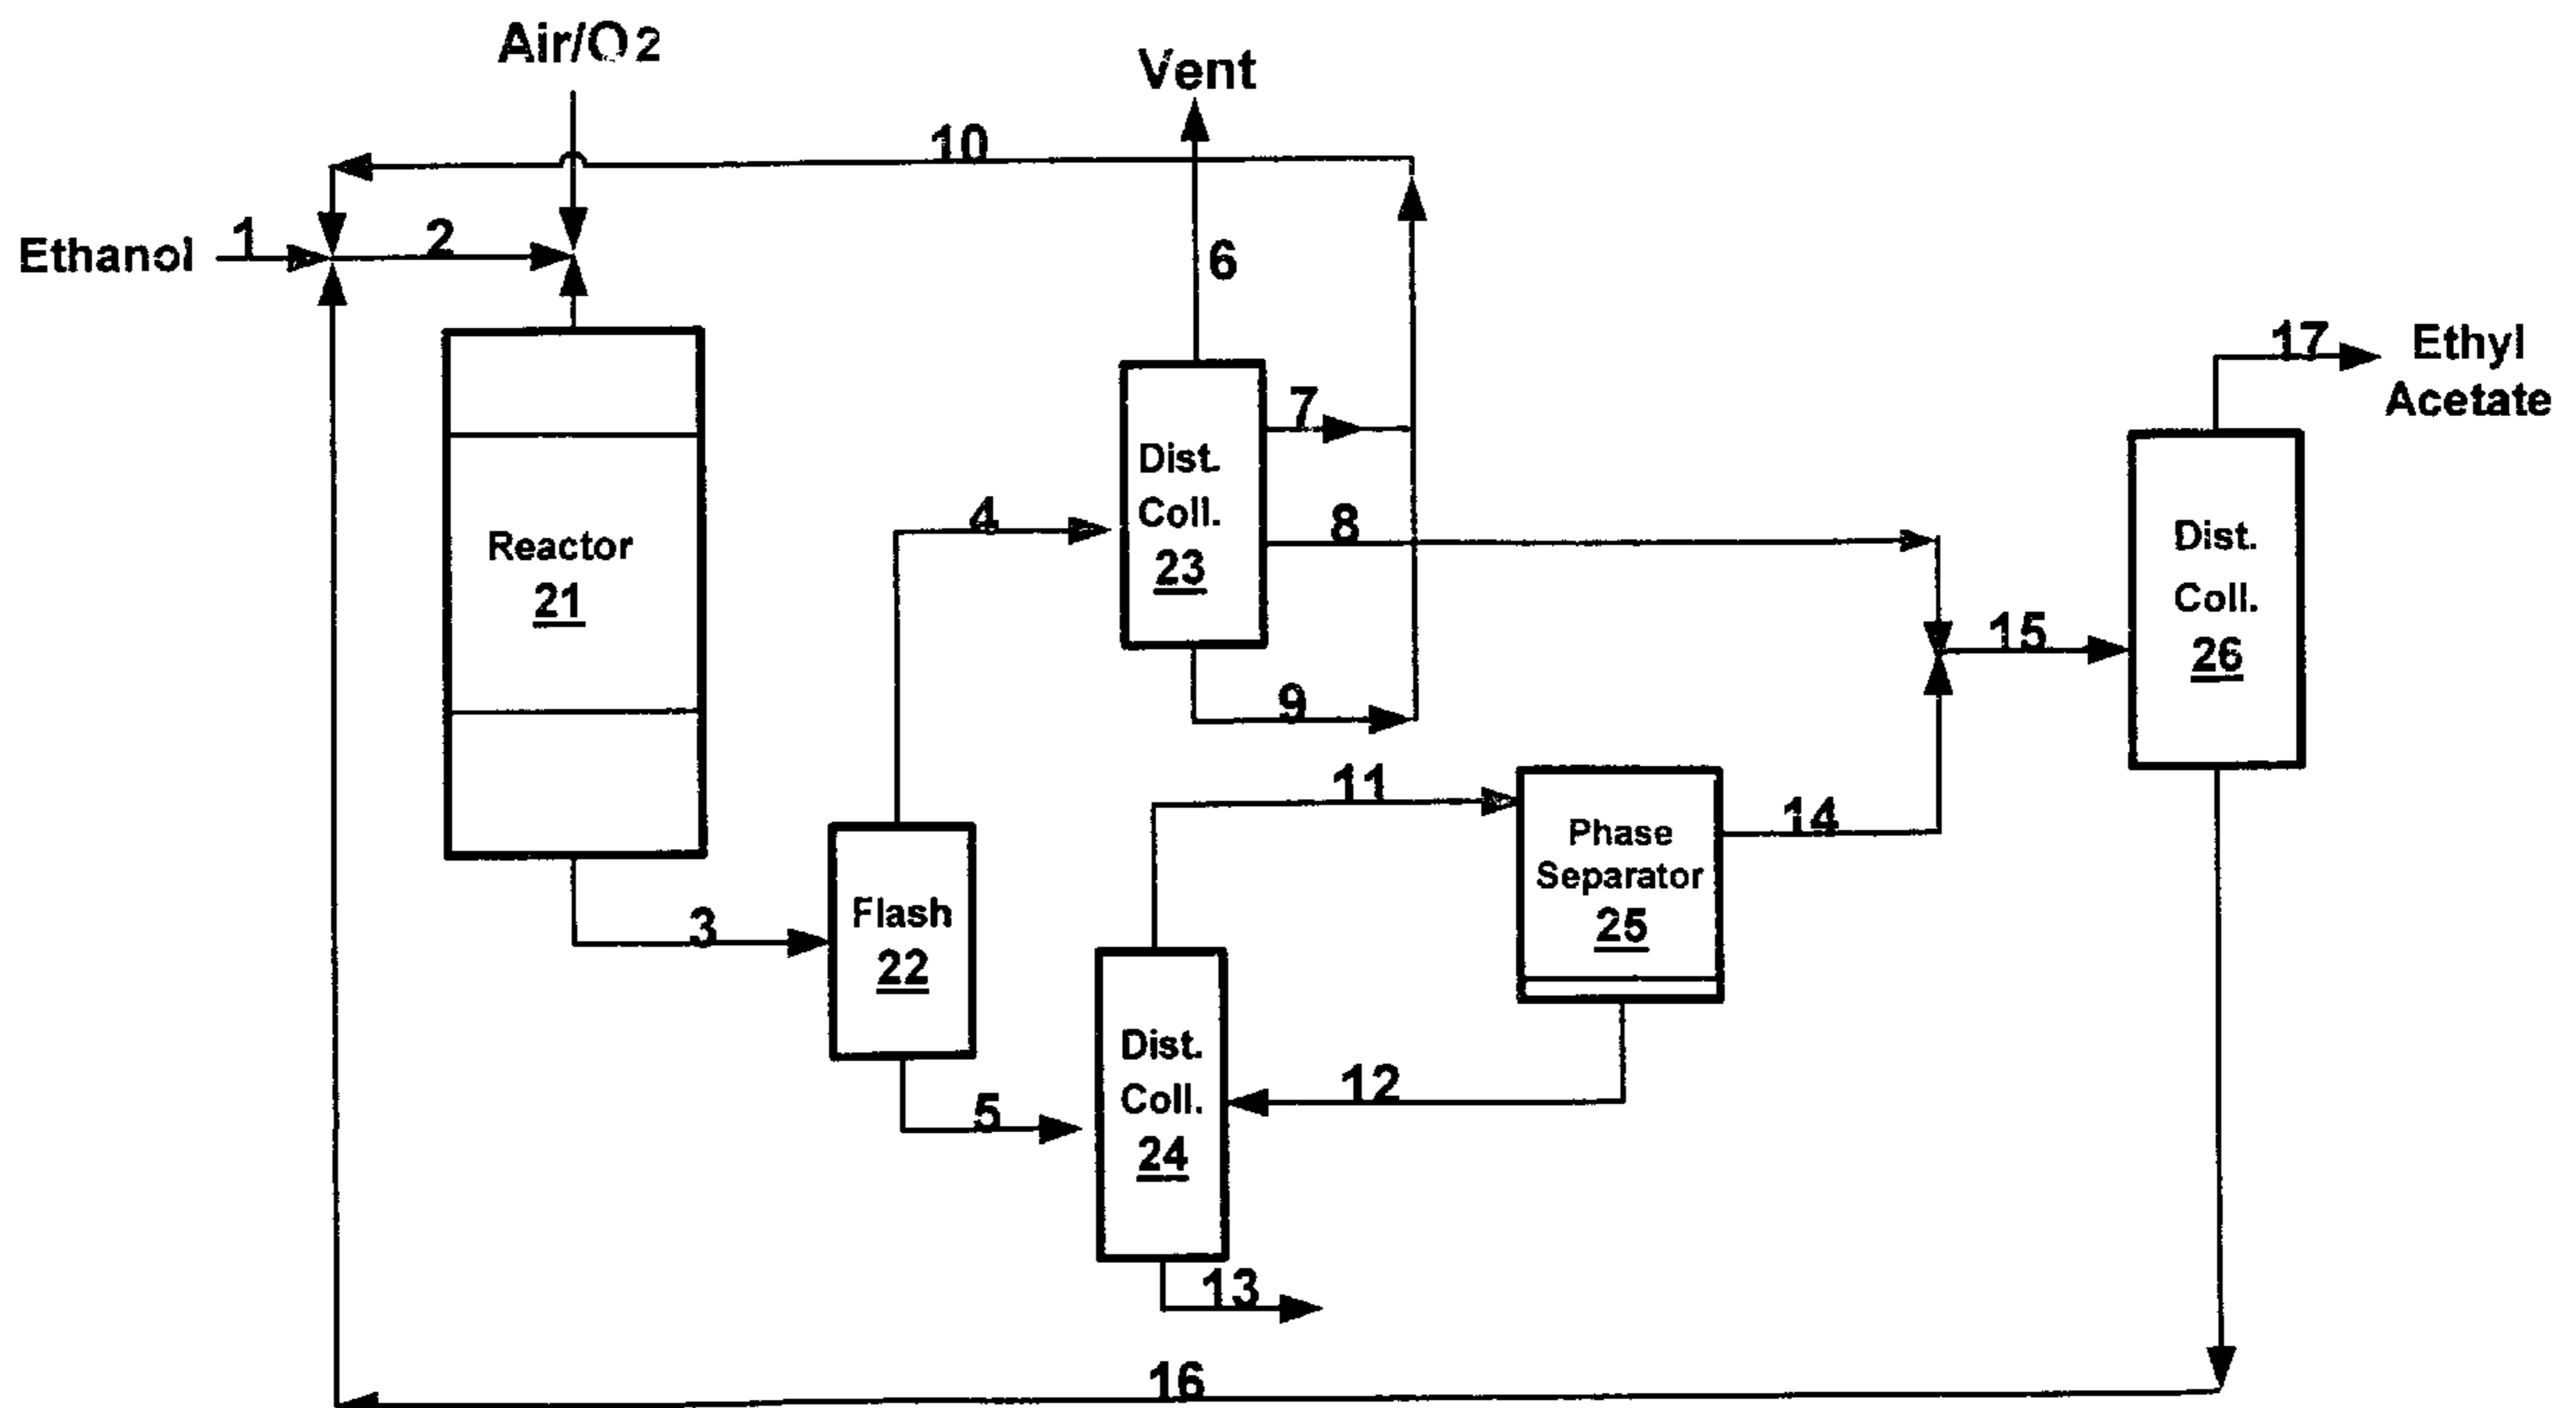 Air/O2
Vent
10
Ethanol
1
2
6
17
Ethyl
Acetate
7
Dist.
Coll.
23
4
8
Reactor
21
Dist.
Coll.
26
15
9
11
14
Phase
Separator
25
3
Flash
22
Dist.
Coll.
24
12
5
13
16